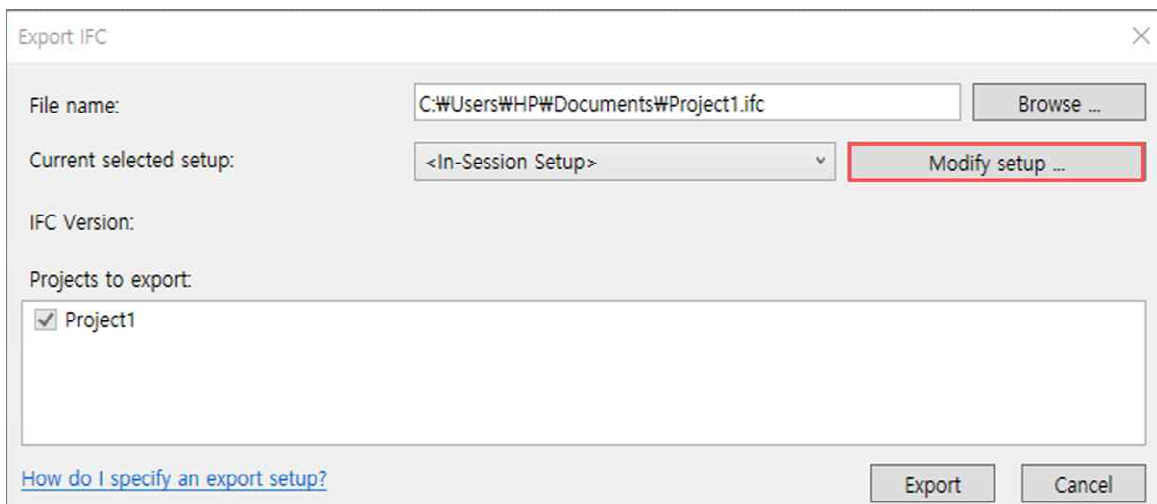 Export IFC
File name:
C:₩Users₩HP₩Documents₩Project1.ifc
Browse ...
Current selected setup:
<In-Session Setup>
Modify setup ...
IFC Version:
Projects to export:
Project1
How do I specify an export setup?
Export
Cancel